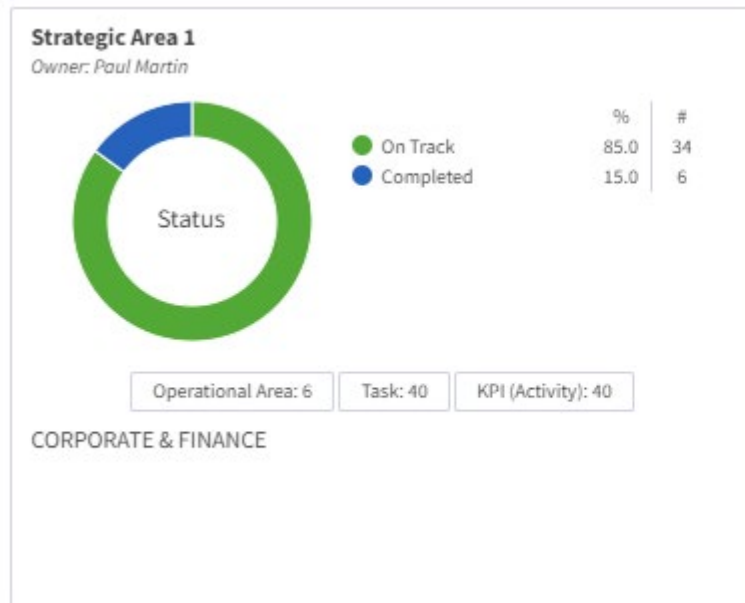 Strategic Area 1
Owner: Paul Martin
% #
On Track 85.0 34
Completed 15.0 6
Status
Operational Area: 6 Task: 40 KPI (Activity): 40
CORPORATE & FINANCE